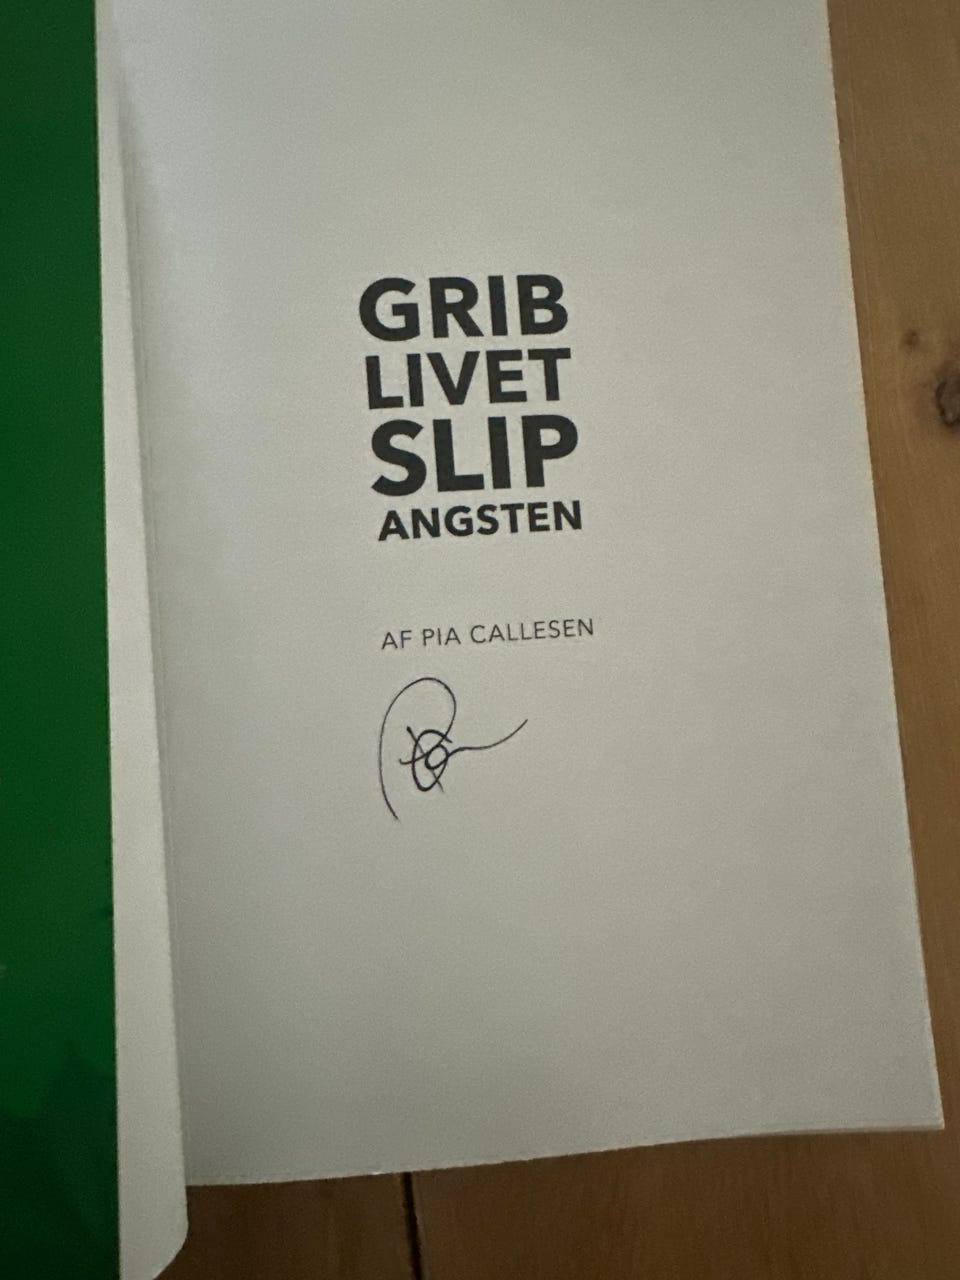 GRIB
LIVET
SLIP
ANGSTEN
AF PIA CALLESEN